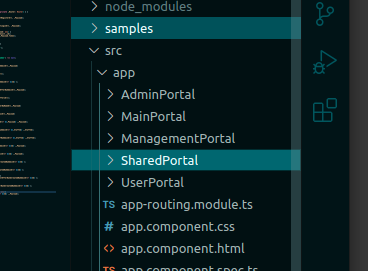 node_modules
samples
src
app
AdminPortal
MainPortal
ManagementPortal
SharedPortal
UserPortal
TS app-routing.module.ts
# app.component.css
<> app.component.html
app.component.spec.ts